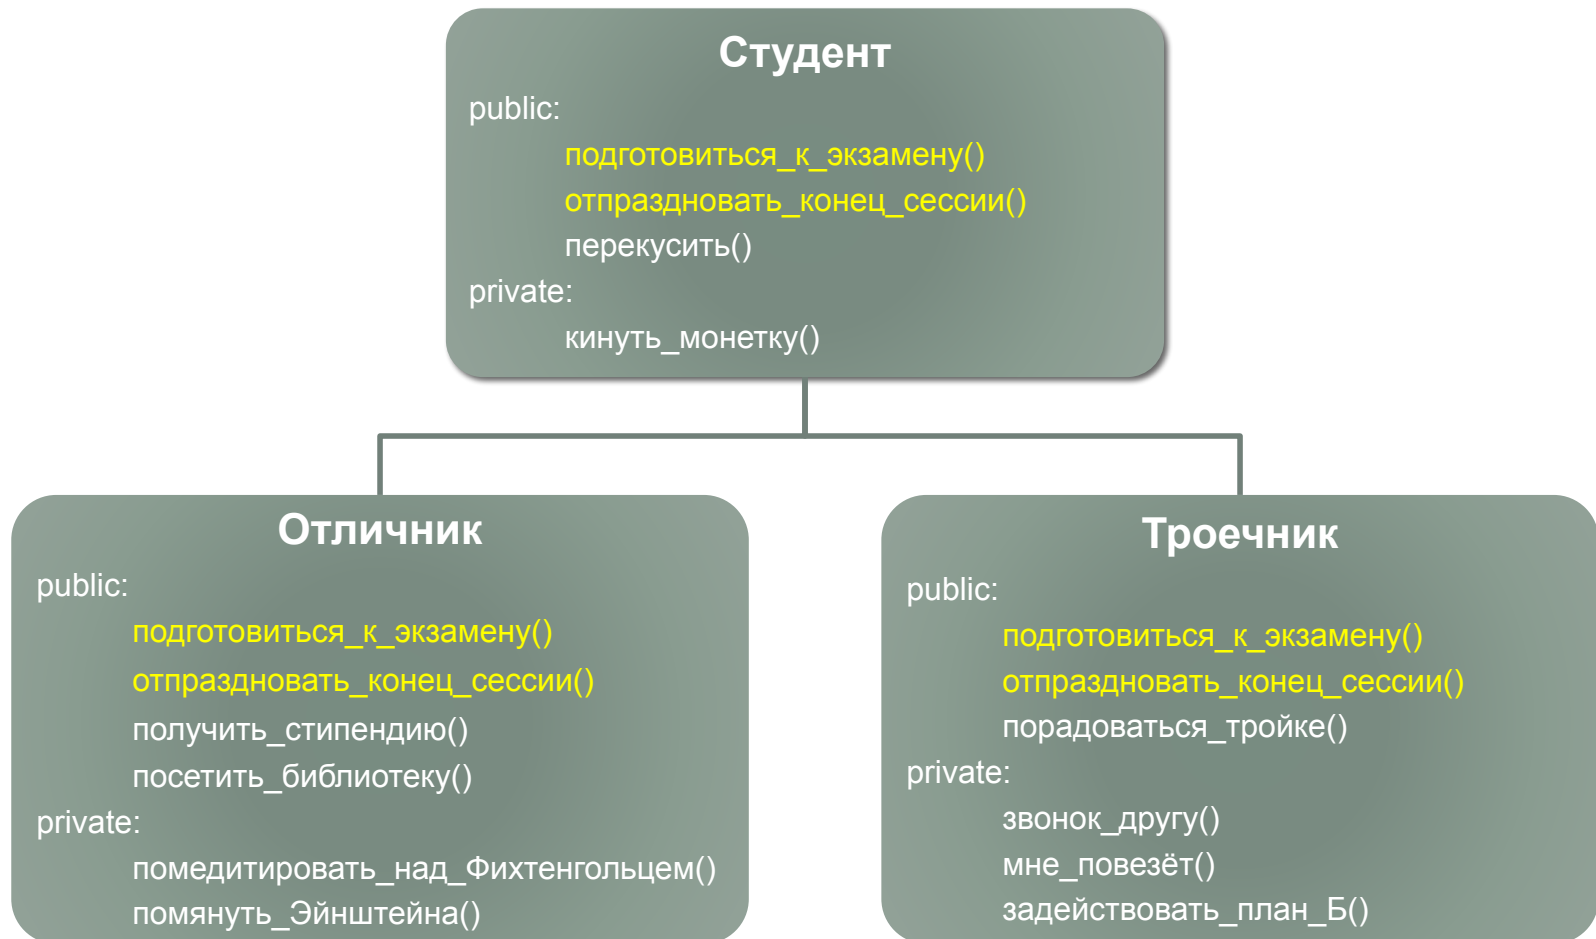 Студент
public:
подготовиться_к_экзамену()
отпраздновать_конец_сессии()
перекусить()
private:
кинуть_монетку()
Отличник
public:
подготовиться_к_экзамену()
отпраздновать_конец_сессии()
получить_стипендию()
посетить_библиотеку()
private:
помедитировать_над_Фихтенгольцем()
помянуть_Эйнштейна()
Троечник
public:
подготовиться_к_экзамену()
отпраздновать_конец_сессии()
порадоваться_тройке()
private:
звонок_другу()
мне_повезёт()
задействовать_план_Б()